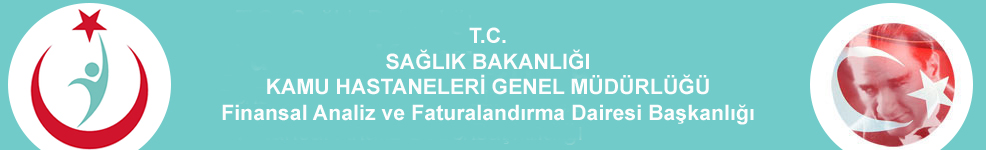 T.C.
SAĞLIK BAKANLIĞI
KAMU HASTANELERİ GENEL MÜDÜRLÜĞÜ
Finansal Analiz ve Faturalandırma Dairesi Başkanlığı